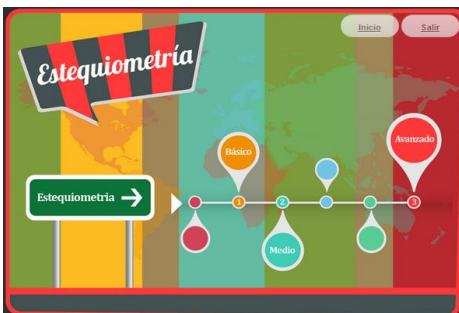 Inicio
Salir
Estequiometría
Avanzado
Básico
Estequiometria
1
2
3
Medio